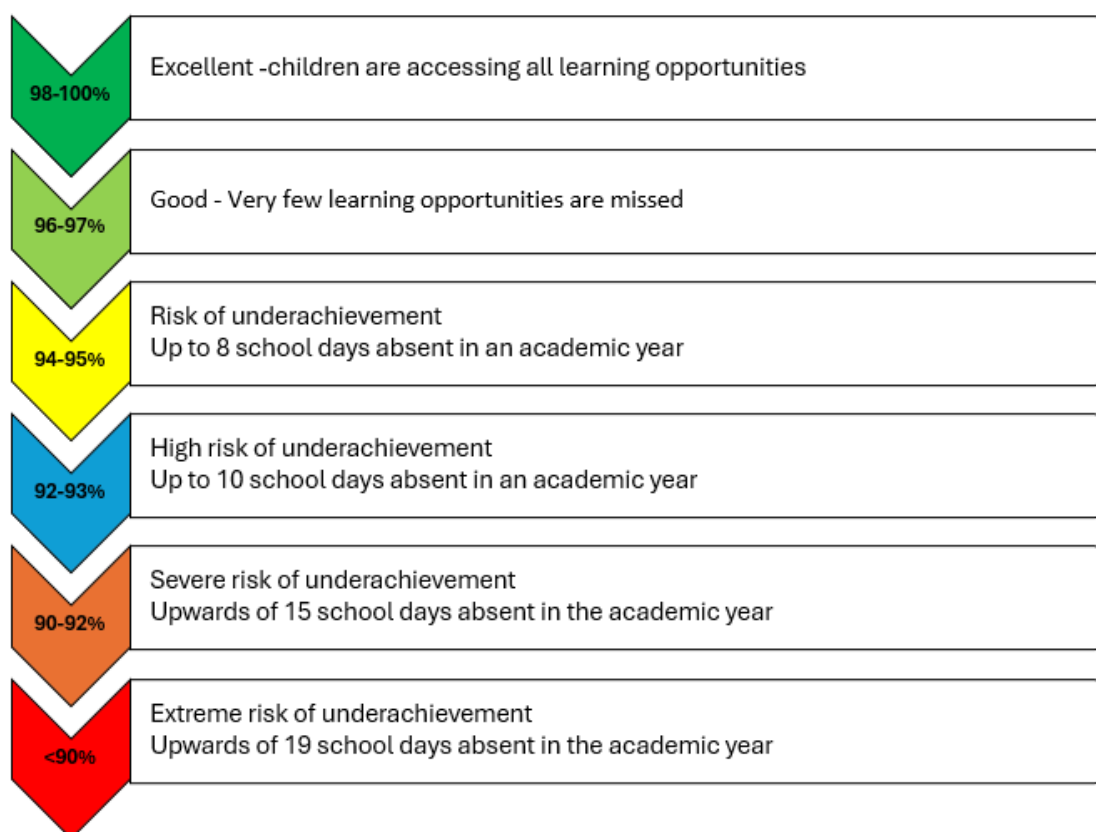 98-100%
Excellent -children are accessing all learning opportunities
96-97%
Good - Very few learning opportunities are missed
94-95%
Risk of underachievement
Up to 8 school days absent in an academic year
92-93%
High risk of underachievement
Up to 10 school days absent in an academic year
90-92%
Severe risk of underachievement
Upwards of 15 school days absent in the academic year
<90%
Extreme risk of underachievement
Upwards of 19 school days absent in the academic year